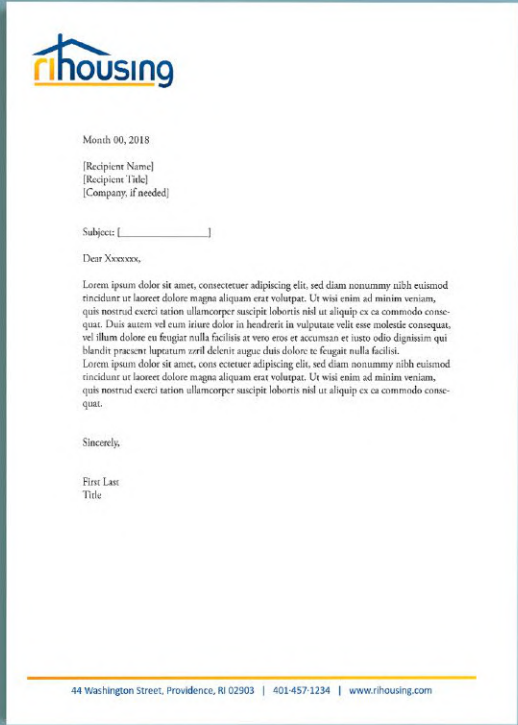 rihousing
Month 00, 2018
[Recipient Name]
[Recipient Title]
[Company, if needed]
Subject: [__________________]
Dear Xxxxxxx,
Lorem ipsum dolor sit amet, consectetuer adipiscing elit, sed diam nonummy nibh euismod
tincidunt ut laoreet dolore magna aliquam erat volutpat. Ut wisi enim ad minim veniam,
quis nostrud exerci tation ullamcorper suscipit lobortis nisl ut aliquip ex ea commodo conse-
quat. Duis autem vel eum iriure dolor in hendrerit in vulputate velit esse molestie consequat,
vel illum dolore eu feugiat nulla facilisis at vero eros et accumsan et iusto odio dignissim qui
blandit praesent luptatum zzril delenit augue duis dolore te feugait nulla facilisi.
Lorem ipsum dolor sit amet, cons ectetuer adipiscing elit, sed diam nonummy nibh euismod
tincidunt ut laoreet dolore magna aliquam erat volutpat. Ut wisi enim ad minim veniam,
quis nostrud exerci tation ullamcorper suscipit lobortis nisl ut aliquip ex ea commodo conse-
quat.
Sincerely,
First Last
Title
44 Washington Street, Providence, RI 02903 | 401-457-1234 | www.rihousing.com